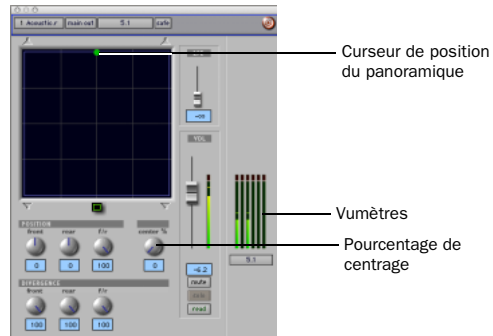 1 Acoustic.r main out 5.1 safe
Curseur de position
du panoramique
-∞
VOL
Vumètres
POSITION center %
front rear f/r
Pourcentage de
centrage
0 0 100 0
5.1
-6.2
DIVERGENCE
mute
front rear f/r
read
100 100 100